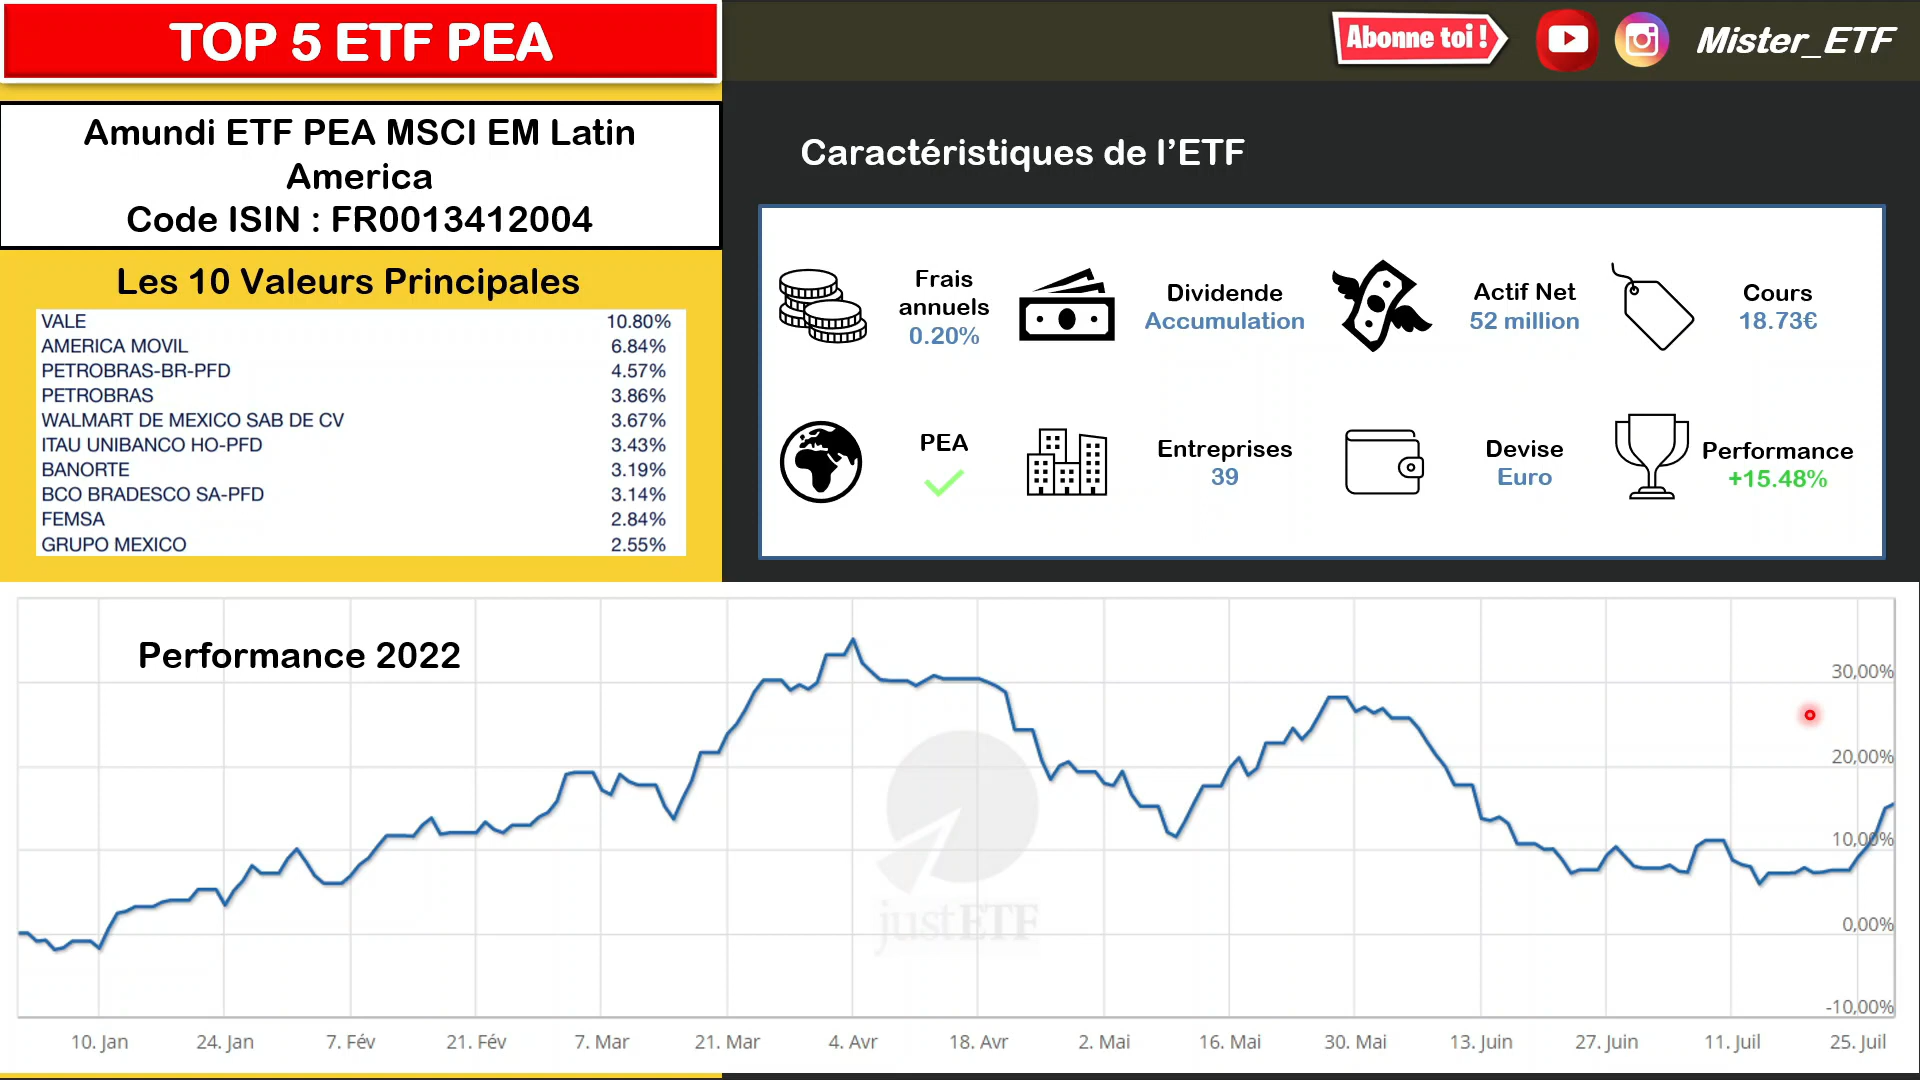 TOP 5 ETF PEA
Abonne toi !
Mister_ETF
Amundi ETF PEA MSCI EM Latin
America
Code ISIN : FR0013412004
Les 10 Valeurs Principales
VALE 10.80%
AMERICA MOVIL 6.84%
PETROBRAS-BR-PFD 4.57%
PETROBRAS 3.86%
WALMART DE MEXICO SAB DE CV 3.67%
ITAU UNIBANCO HO-PFD 3.43%
BANORTE 3.19%
BCO BRADESCO SA-PFD 3.14%
FEMSA 2.84%
GRUPO MEXICO 2.55%
Caractéristiques de l’ETF
Frais
annuels
0.20%
Dividende
Accumulation
Actif Net
52 million
Cours
18.73€
PEA
Entreprises
39
Devise
Euro
Performance
+15.48%
Performance 2022
30,00%
20,00%
10,00%
0,00%
-10,00%
justETF
10. Jan 24. Jan 7. Fév 21. Fév 7. Mar 21. Mar 4. Avr 18. Avr 2. Mai 16. Mai 30. Mai 13. Juin 27. Juin 11. Juil 25. Juil